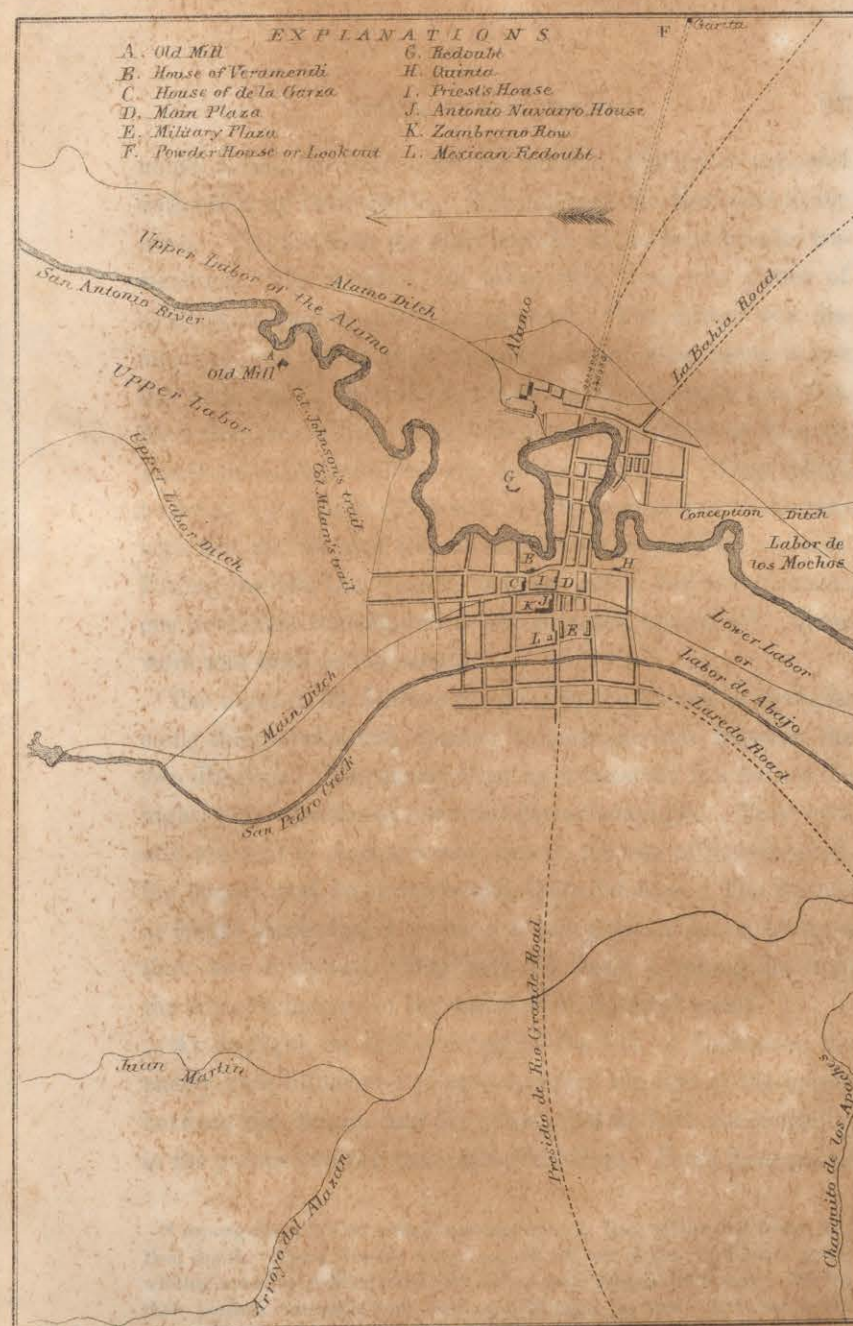 EXPLANATIONS
A. Old Mill
B. House of Veramendi
C. House of de la Garza
D. Main Plaza
E. Military Plaza
F. Powder House or Lookout
G. Redoubt
H. Quinta
I. Priest's House
J. Antonio Navarro House
K. Zambrano Row
L. Mexican Redoubt.
F Garita
Upper Labor of the Alamo
San Antonio River
Alamo Ditch
Alamo
La Bahia Road
A
Old Mill
Upper Labor
Upper Labor Ditch
Col. Johnson's trail
Col. Milam's trail
G
Conception Ditch
Labor de
los Mochos
B
H
C I D
K J
L E
Lower Labor
or
Labor de Abajo
Laredo Road
Main Ditch
San Pedro Creek
Presidio de Rio Grande Road
Juan Martin
Arroyo del Alazan
Charquito de los Apaches